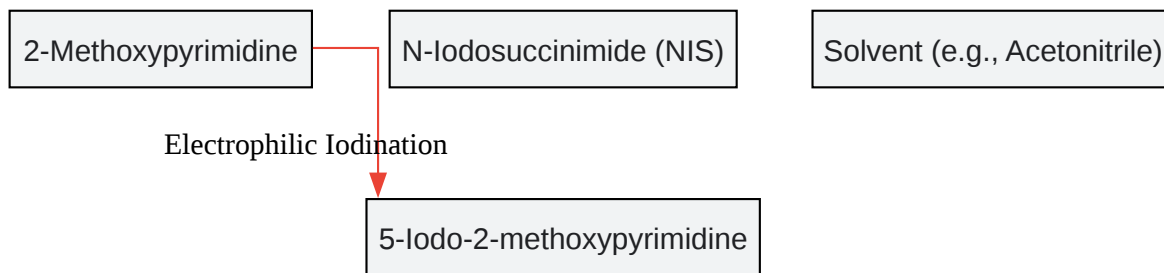 2-Methoxypyrimidine
N-Iodosuccinimide (NIS)
Solvent (e.g., Acetonitrile)
Electrophilic Iodination
5-Iodo-2-methoxypyrimidine